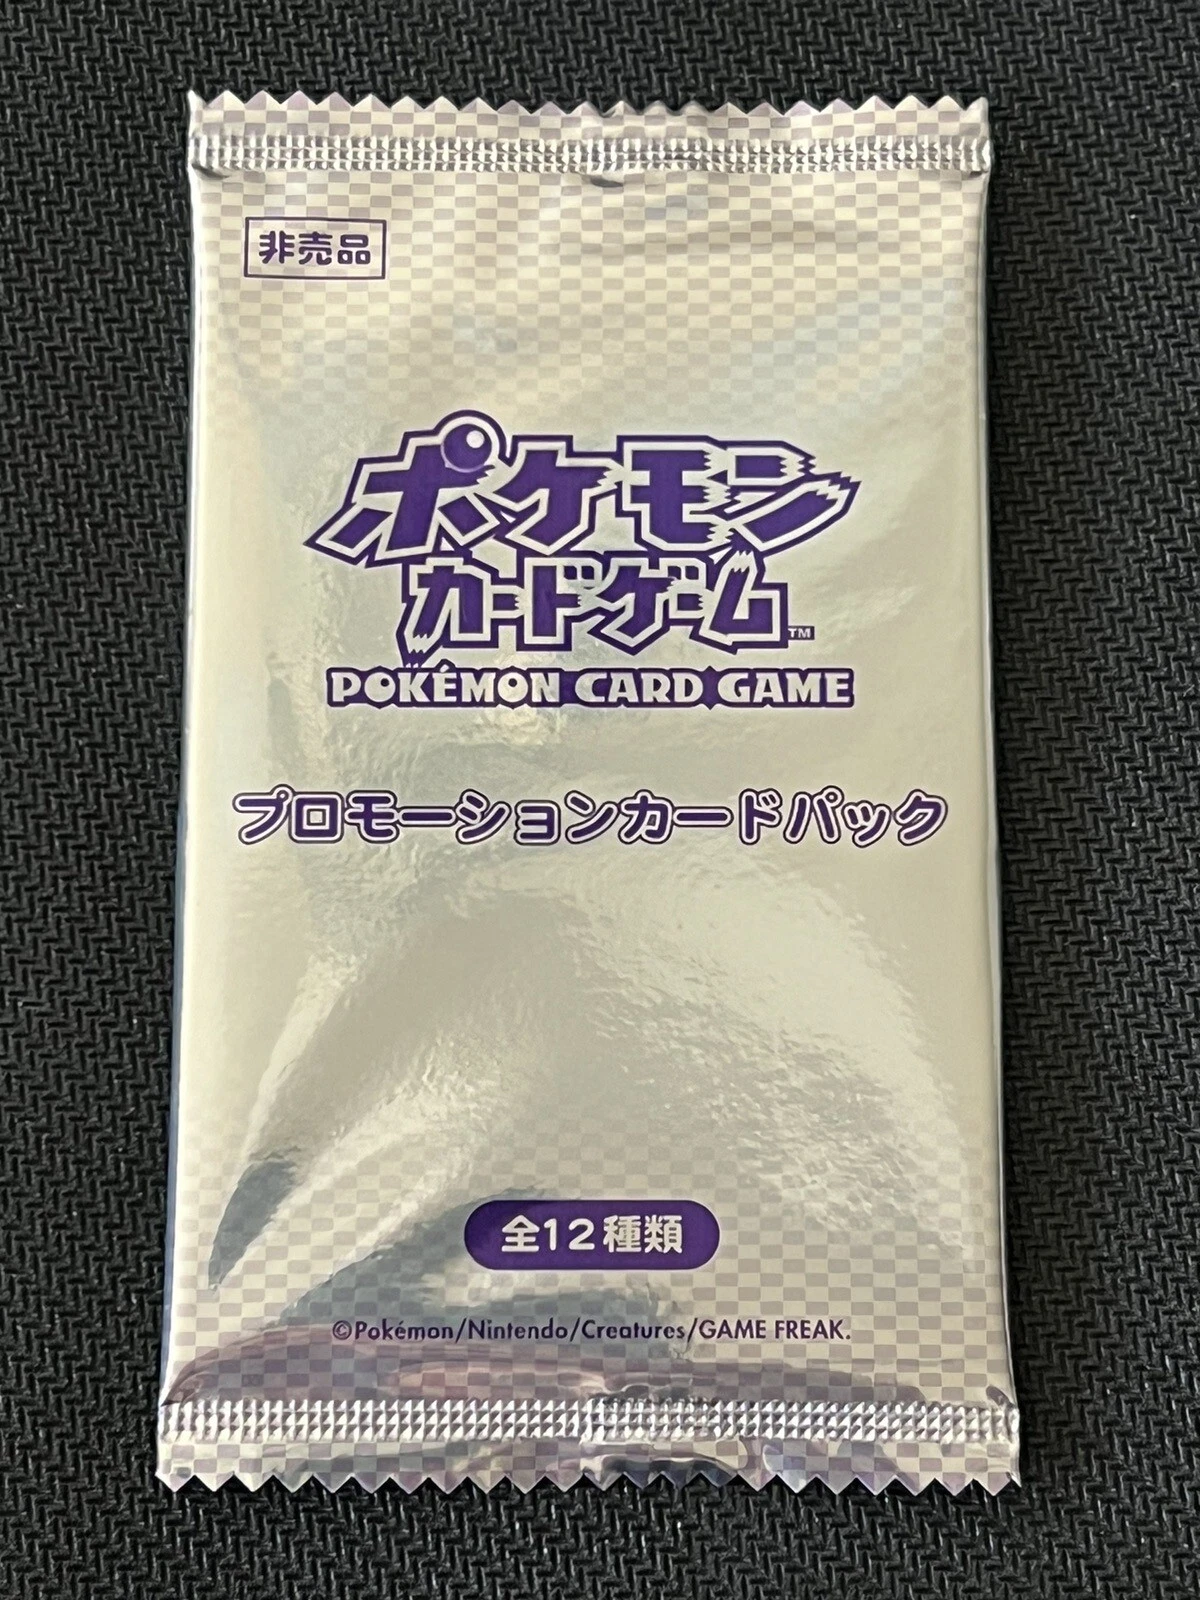 非売品
ポケモン
カードゲーム™
POKÉMON CARD GAME
プロモーションカードパック
全12種類
©Pokémon/Nintendo/Creatures/GAME FREAK.